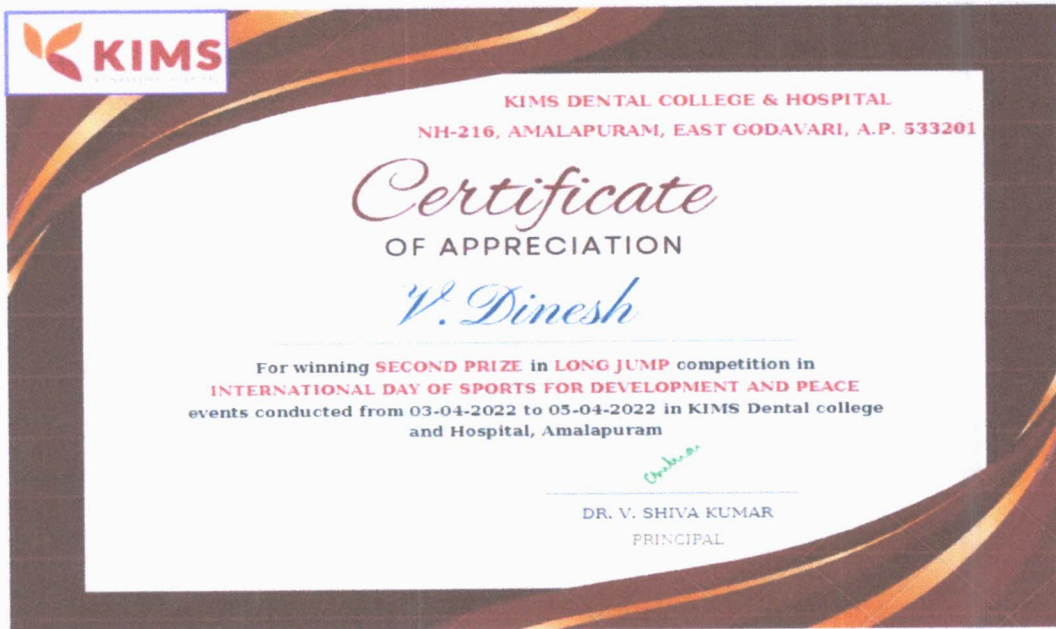 KIMS
KIMS DENTAL COLLEGE & HOSPITAL
NH-216, AMALAPURAM, EAST GODAVARI, A.P. 533201
Certificate
OF APPRECIATION
V. Dinesh
For winning SECOND PRIZE in LONG JUMP competition in
INTERNATIONAL DAY OF SPORTS FOR DEVELOPMENT AND PEACE
events conducted from 03-04-2022 to 05-04-2022 in KIMS Dental college
and Hospital, Amalapuram
DR. V. SHIVA KUMAR
PRINCIPAL